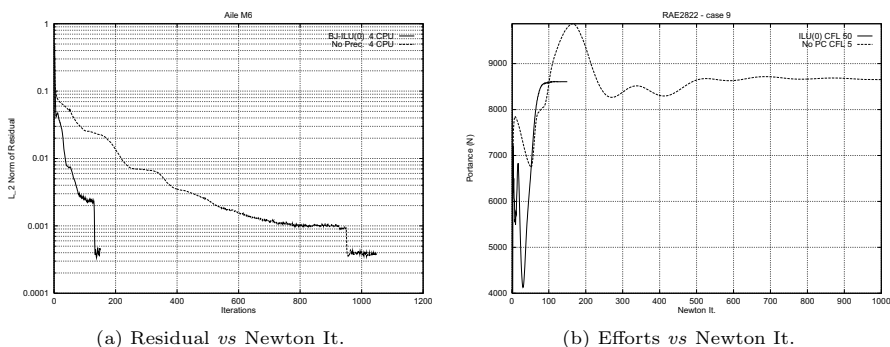 Aile M6
BJ-ILU(0) 4 CPU
No Prec. 4 CPU
1
0.1
0.01
0.001
0.0001
L_2 Norm of Residual
0 200 400 600 800 1000 1200
Iterations
(a) Residual vs Newton It.
RAE2822 - case 9
ILU(0) CFL 50
No PC CFL 5
9000
8000
7000
6000
5000
4000
Portance (N)
0 100 200 300 400 500 600 700 800 900 1000
Newton It.
(b) Efforts vs Newton It.